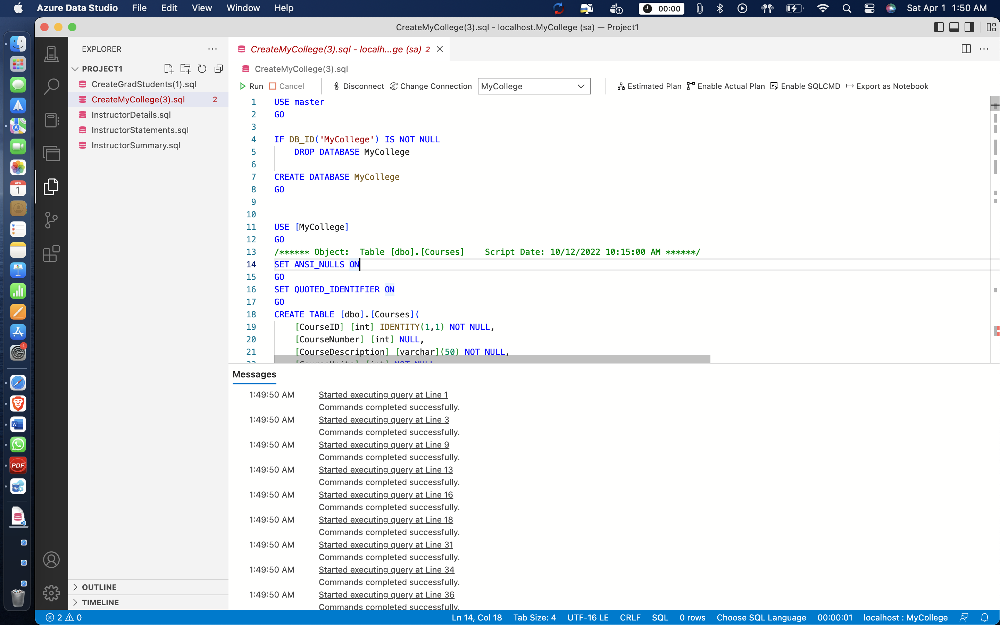 Azure Data Studio File Edit View Window Help 00:00 Sat Apr 1 1:50 AM
CreateMyCollege(3).sql - localhost.MyCollege (sa) — Project1
EXPLORER
PROJECT1
CreateGradStudents(1).sql
CreateMyCollege(3).sql 2
InstructorDetails.sql
InstructorStatements.sql
InstructorSummary.sql
OUTLINE
TIMELINE
CreateMyCollege(3).sql - localh...ge (sa) 2
CreateMyCollege(3).sql
Run Cancel Disconnect Change Connection MyCollege Estimated Plan Enable Actual Plan Enable SQLCMD Export as Notebook
1 USE master
2 GO
3
4 IF DB_ID('MyCollege') IS NOT NULL
5 DROP DATABASE MyCollege
6
7 CREATE DATABASE MyCollege
8 GO
9
10
11 USE [MyCollege]
12 GO
13 /****** Object: Table [dbo].[Courses] Script Date: 10/12/2022 10:15:00 AM ******/
14 SET ANSI_NULLS ON
15 GO
16 SET QUOTED_IDENTIFIER ON
17 GO
18 CREATE TABLE [dbo].[Courses](
19 [CourseID] [int] IDENTITY(1,1) NOT NULL,
20 [CourseNumber] [int] NULL,
21 [CourseDescription] [varchar](50) NOT NULL,
Messages
1:49:50 AM Started executing query at Line 1
Commands completed successfully.
1:49:50 AM Started executing query at Line 3
Commands completed successfully.
1:49:50 AM Started executing query at Line 9
Commands completed successfully.
1:49:50 AM Started executing query at Line 13
Commands completed successfully.
1:49:50 AM Started executing query at Line 16
Commands completed successfully.
1:49:50 AM Started executing query at Line 18
Commands completed successfully.
1:49:50 AM Started executing query at Line 31
Commands completed successfully.
1:49:50 AM Started executing query at Line 34
Commands completed successfully.
1:49:50 AM Started executing query at Line 36
Commands completed successfully.
2 0 Ln 14, Col 18 Tab Size: 4 UTF-16 LE CRLF SQL 0 rows Choose SQL Language 00:00:01 localhost : MyCollege
APR
1
1
W
PDF